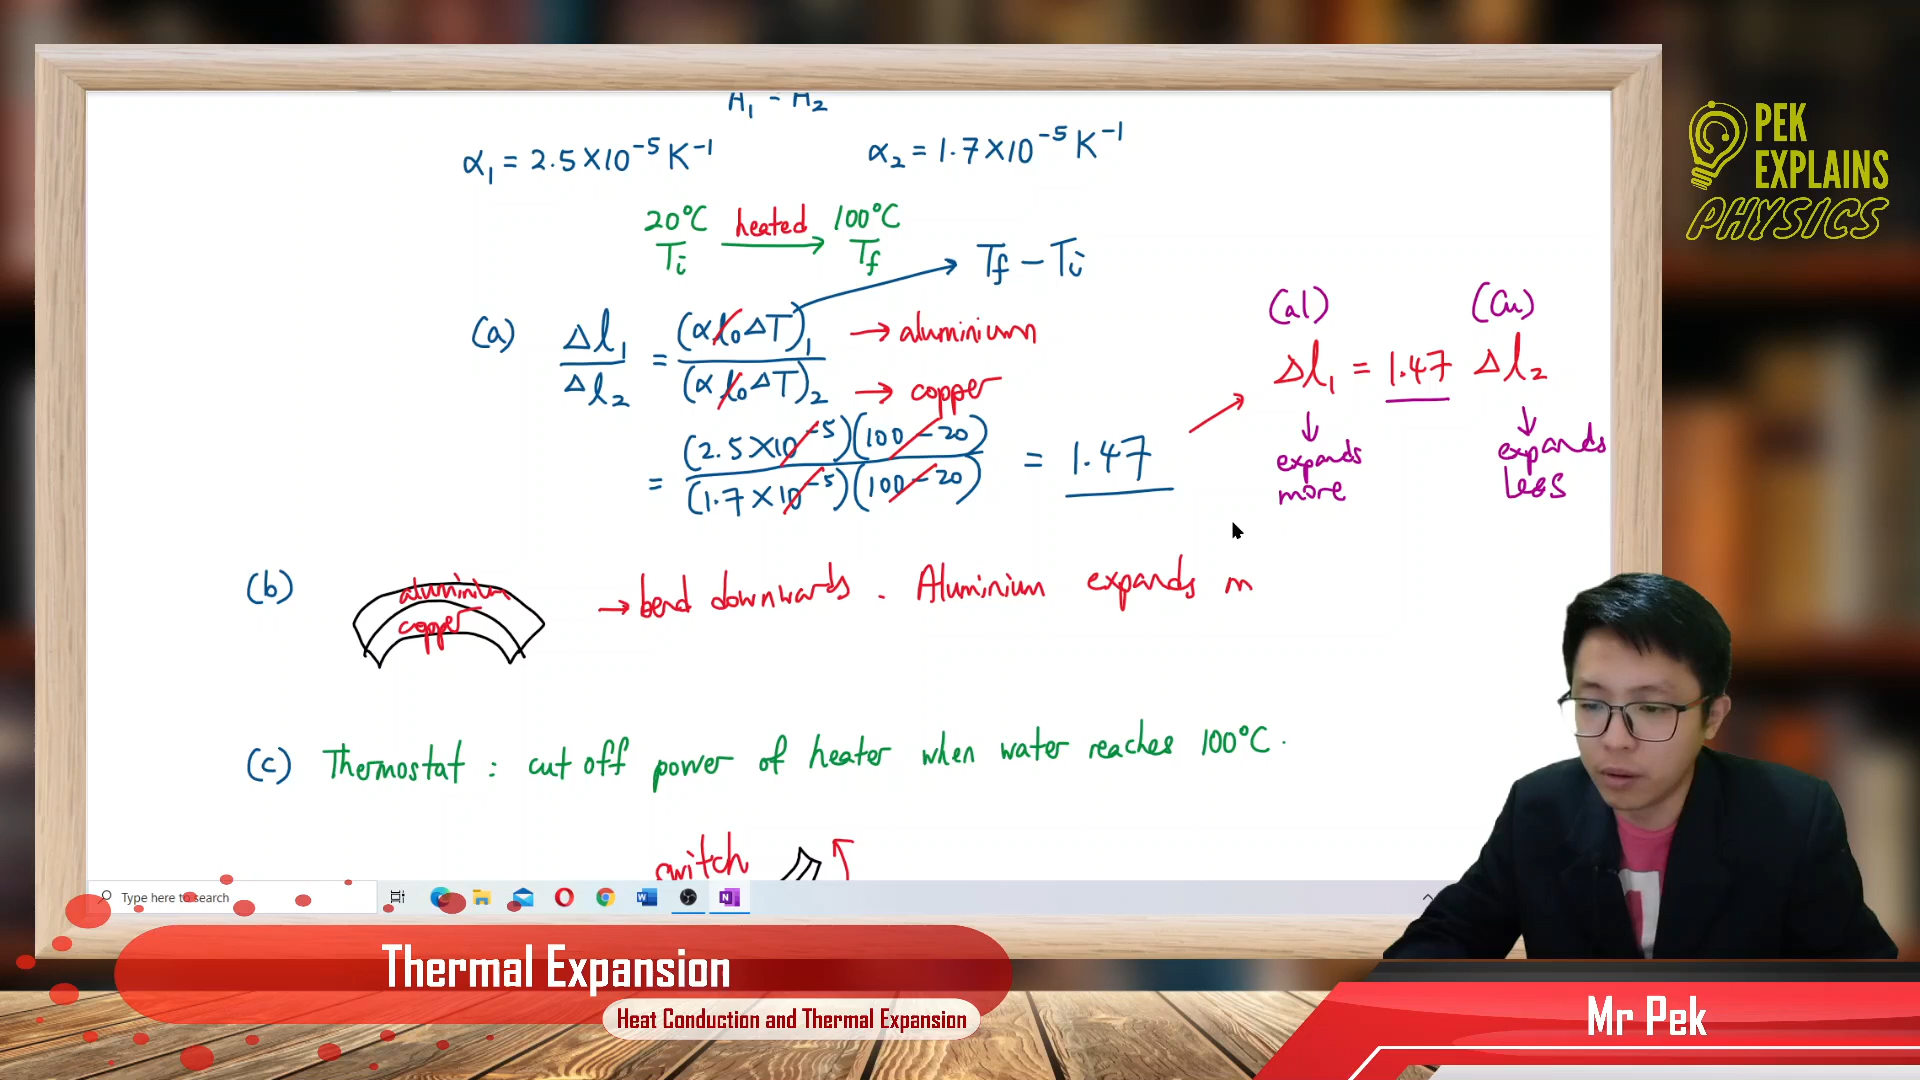 A₁ = A₂
α₁ = 2.5 × 10⁻⁵ K⁻¹
α₂ = 1.7 × 10⁻⁵ K⁻¹
20°C heated 100°C
Tᵢ → T_f
T_f − Tᵢ
(a) Δl₁ / Δl₂ = (αl₀ΔT)₁ / (αl₀ΔT)₂
→ aluminium
→ copper
= (2.5×10⁻⁵)(100−20) / (1.7×10⁻⁵)(100−20) = 1.47
(al) (Cu)
Δl₁ = 1.47 Δl₂
expands more
expands less
(b) aluminium
copper
→ bend downwards . Aluminium expands m
(c) Thermostat : cut off power of heater when water reaches 100°C .
switch
Type here to search
PEK
EXPLAINS
PHYSICS
Thermal Expansion
Heat Conduction and Thermal Expansion
Mr Pek